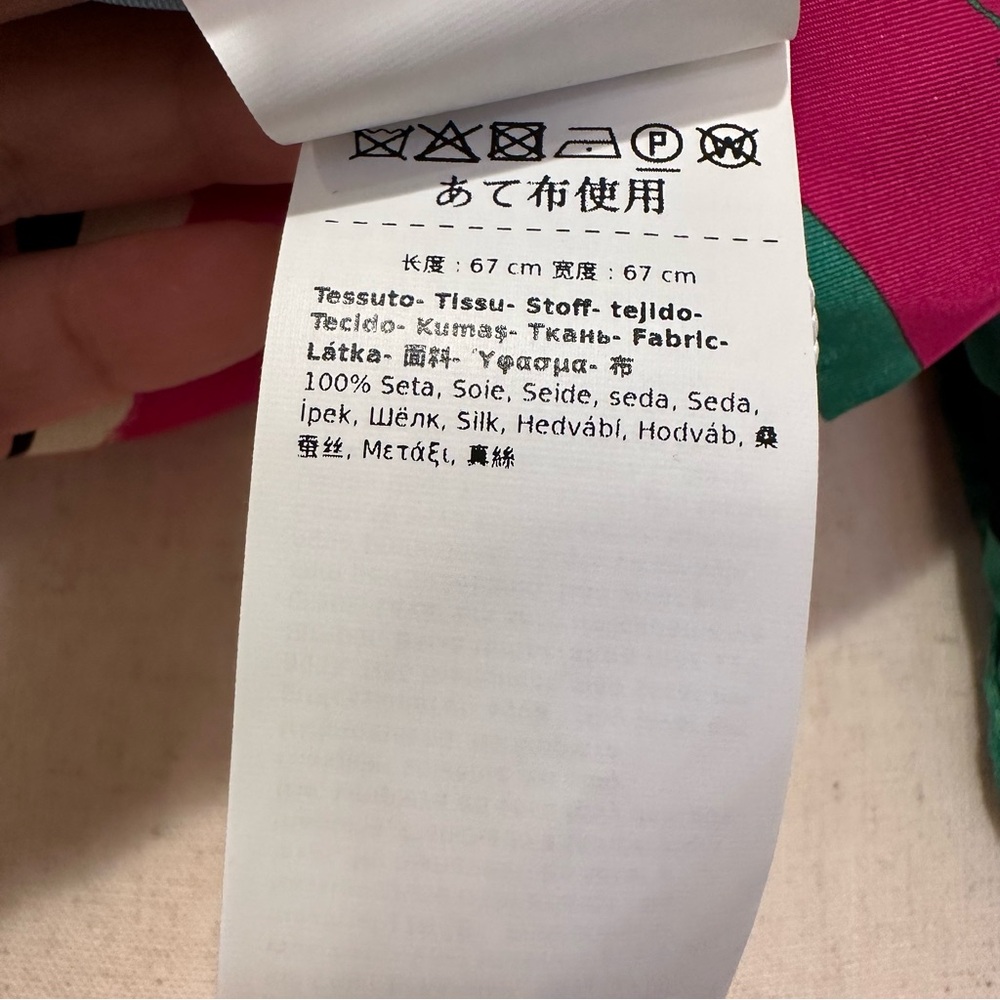 P W
あて布使用
长度 : 67 cm 宽度 : 67 cm
Tessuto- Tissu- Stoff- tejido-
Tecido- Kumaş- Ткань- Fabric-
Látka- 面料- Ύφασμα- 布
100% Seta, Soie, Seide, seda, Seda,
İpek, Шёлк, Silk, Hedvábí, Hodváb, 桑
蚕丝, Μετάξι, 真絲